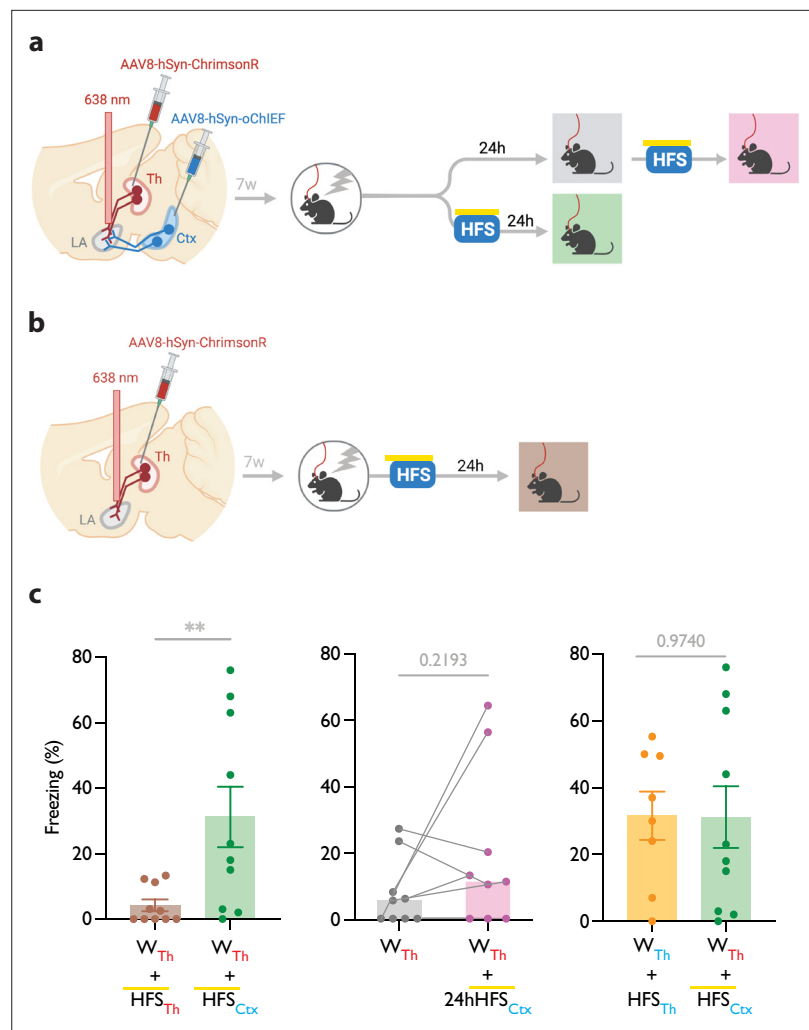 a
AAV8-hSyn-ChrimsonR
638 nm
AAV8-hSyn-oChIEF
Th
LA
Ctx
7w
24h
HFS
HFS
24h
b
AAV8-hSyn-ChrimsonR
638 nm
Th
LA
7w
HFS
24h
c
**
0.2193
0.9740
Freezing (%)
80
60
40
20
0
80
60
40
20
0
80
60
40
20
0
WTh
+
HFSTh
WTh
+
HFSCtx
WTh
WTh
+
24hHFSCtx
WTh
+
HFSTh
WTh
+
HFSCtx